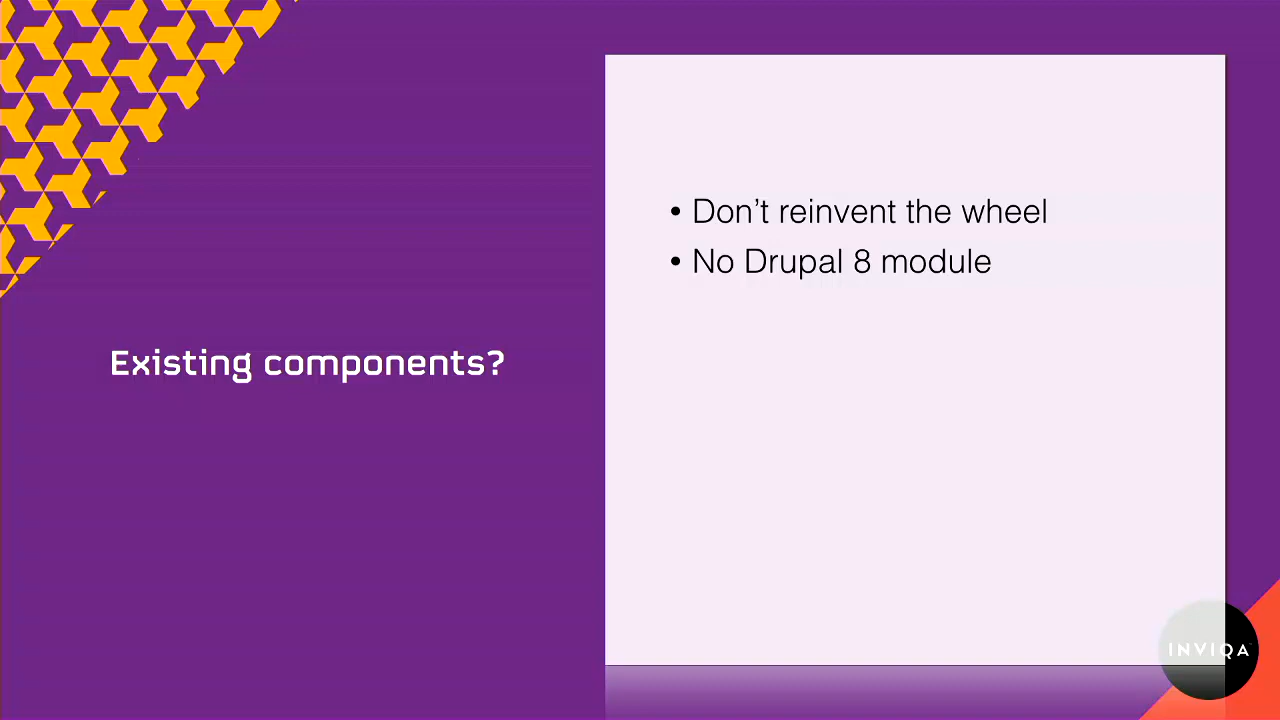 Existing components?
• Don’t reinvent the wheel
• No Drupal 8 module
INVIQA